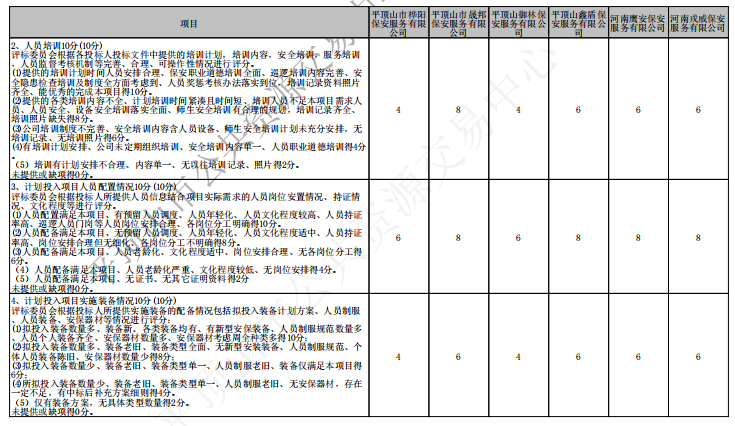 项目
平顶山市桦阳保安服务有限公司
平顶山市晟邦保安服务有限公司
平顶山御林保安服务有限公司
平顶山鑫盾保安服务有限公司
河南鹰安保安服务有限公司
河南戎威保安服务有限公司
2、人员培训10分(10分)
评标委员会根据各投标人投标文件中提供的培训计划，培训内容，安全培训、服务培训
，人员监督考核机制等完善、合理、可操作性情况进行评分。
(1)提供的培训计划时间人员安排合理、保安职业道德培训全面、巡逻培训内容完善、安
全隐患检查培训及制度全方面考虑到、人员奖惩考核办法落实到位、培训记录资料照片
齐全、能优秀的完成本项目得10分。
(2)提供的各类培训内容不全、计划培训时间紧凑且时间短、培训人员不足本项目需求人
员、人员安全、设备安全培训落实全面、师生安全培训有合理的规划，培训记录齐全、
培训照片缺失得8分。
(3)公司培训制度不完善、安全培训内容含人员设备、师生安全培训计划未充分安排，无
培训记录、无培训照片得6分。
(4)有培训计划安排、公司未定期组织培训、安全培训内容单一、人员职业道德培训得4分
。
（5）培训有计划安排不合理、内容单一、无以往培训记录、照片得2分。
未提供或缺项得0分。
4 8 4 6 6 6
3、计划投入项目人员配置情况10分(10分)
评标委员会根据投标人所提供人员信息结合项目实际需求的人员岗位安置情况、持证情
况、文化程度等进行评分。
(1)人员配置满足本项目、有预留人员调度、人员年轻化、人员文化程度较高、人员持证
率高、巡逻人员门岗等人员岗位安排合理、各岗位分工明确得10分。
(2)人员配备满足本项目、无预留人员调度、人员年轻化、人员文化程度适中、人员持证
率高、岗位安排合理但无细化、各岗位分工不明确得8分。
(3)人员配备满足本项目、人员老龄化、文化程度适中、岗位安排合理、无各岗位分工得
6分。
（4）人员配备满足本项目、人员老龄化严重、文化程度较低、无岗位安排得4分。
（5）人员配备满足本项目、无证书、无其它证明资料得2分
未提供或缺项得0分。
6 8 6 8 8 8
4、计划投入项目实施装备情况10分(10分)
评标委员会根据投标人所提供实施装备的配备情况包括拟投入装备计划方案、人员制服
、人员装备、安保器材等情况进行评分；
(1)拟投入装备数量多、装备新、各类装备均有、有新型安保装备、人员制服规范数量多
、人员个人装备齐全、安保器材数量多、安保器材考虑周全种类多得10分；
(2)拟投入装备数量多、装备老旧、装备类型全面、无新型安装装备、人员制服规范、个
体人员装备陈旧、安保器材数量少得8分；
(3)拟投入装备数量少、装备老旧、装备类型单一、人员制服老旧、装备仅满足本项目得
6分；
(4)所拟投入装备数量少、装备老旧、装备类型单一、人员制服老旧、无安保器材，存在
一定不足，有中标后补充方案细则得4分。
（5）仅有装备方案，无具体类型数量得2分。
未提供或缺项得0分。
4 6 4 6 6 6
平顶山市公共资源交易中心